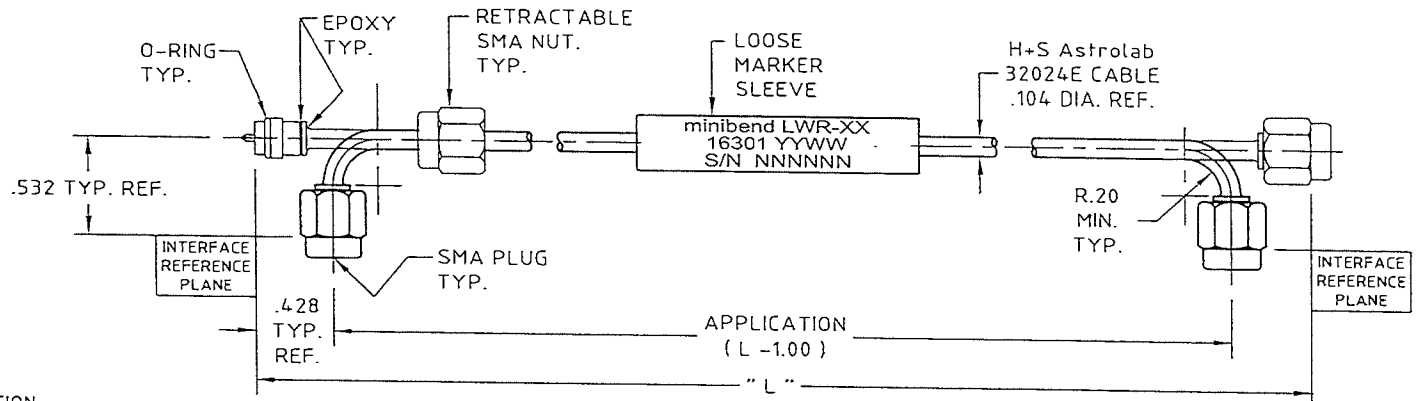 O-RING
TYP.
EPOXY
TYP.
RETRACTABLE
SMA NUT.
TYP.
LOOSE
MARKER
SLEEVE
H+S Astrolab
32024E CABLE
.104 DIA. REF.
minibend LWR-XX
16301 YYWW
S/N NNNNNN
.532 TYP. REF.
R.20
MIN.
TYP.
INTERFACE
REFERENCE
PLANE
SMA PLUG
TYP.
INTERFACE
REFERENCE
PLANE
.428
TYP.
REF.
APPLICATION
( L -1.00 )
"L"